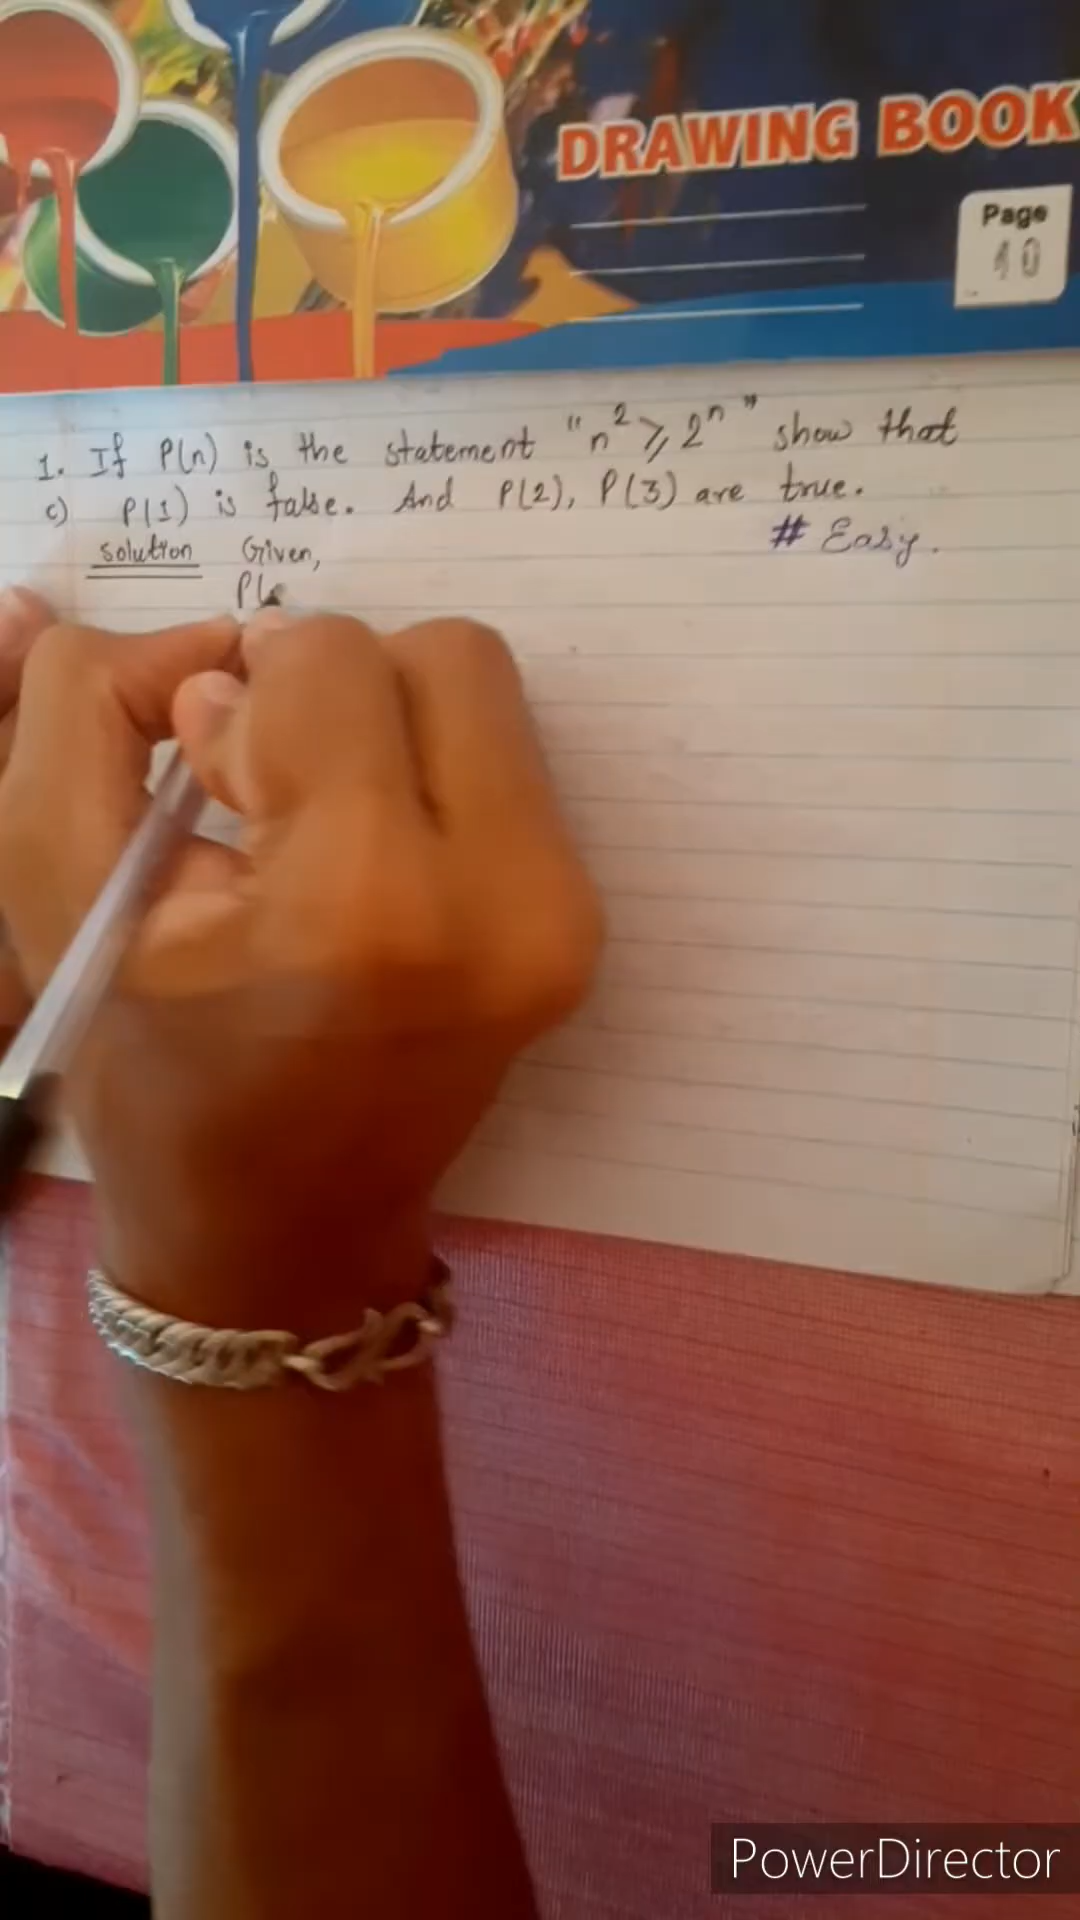 DRAWING BOOK
Page
10
1. If P(n) is the statement "n² ⩾ 2ⁿ" show that
c) P(1) is false. And P(2), P(3) are true.
# Easy.
Solution Given,
P(
PowerDirector